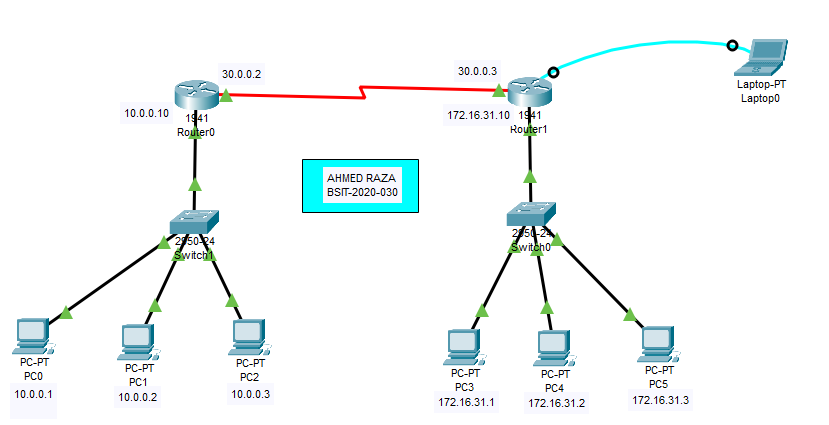 30.0.0.2
30.0.0.3
Laptop-PT
Laptop0
10.0.0.10
1941
Router0
172.16.31.10
1941
Router1
AHMED RAZA
BSIT-2020-030
2950-24
Switch1
2950-24
Switch0
PC-PT
PC0
10.0.0.1
PC-PT
PC1
10.0.0.2
PC-PT
PC2
10.0.0.3
PC-PT
PC3
172.16.31.1
PC-PT
PC4
172.16.31.2
PC-PT
PC5
172.16.31.3